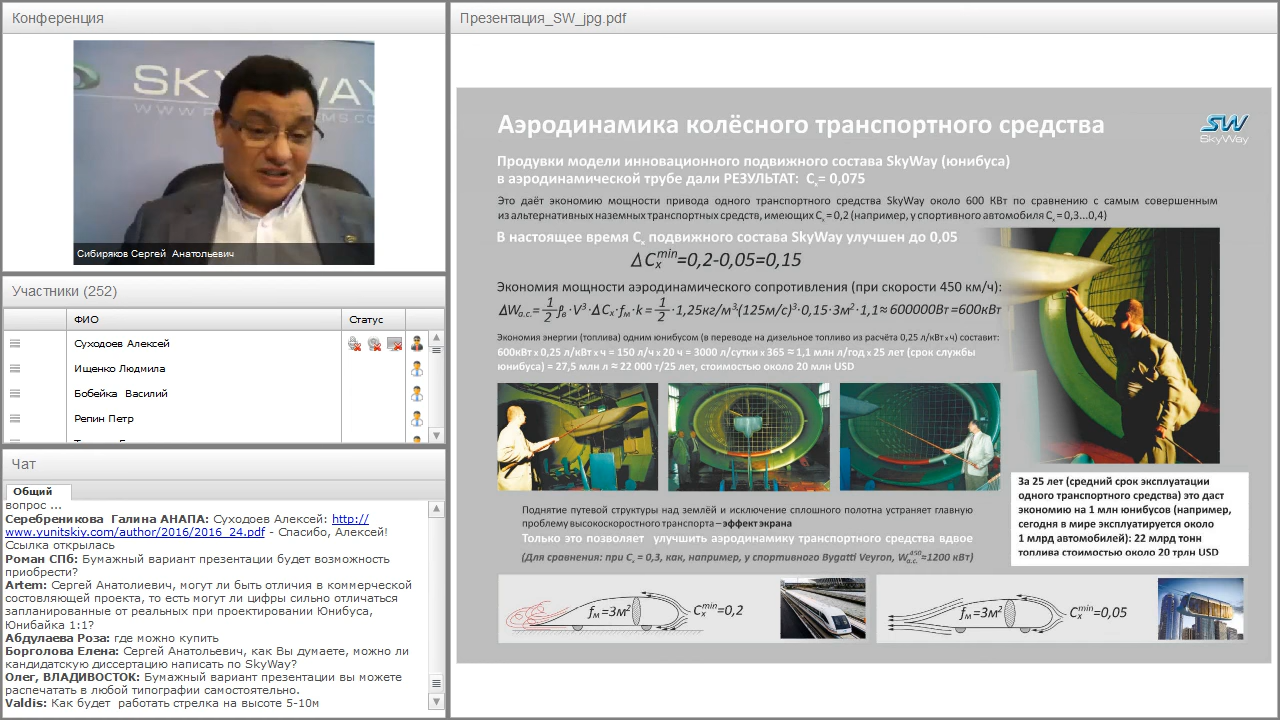 Конференция
SKYWAY
Сибиряков Сергей Анатольевич
Участники (252)
ФИО
Статус
Суходоев Алексей
Ищенко Людмила
Бобейка Василий
Репин Петр
Чат
Общий
вопрос ...
Серебреникова Галина АНАПА: Суходоев Алексей: http://
www.yunitskiy.com/author/2016/2016_24.pdf - Спасибо, Алексей!
Ссылка открылась
Роман СПб: Бумажный вариант презентации будет возможность
приобрести?
Artem: Сергей Анатолиевич, могут ли быть отличия в коммерческой
состовляющей проекта, то есть могут ли цифры сильно отличаться
запланированные от реальных при проектировании Юнибуса,
Юнибайка 1:1?
Абдулаева Роза: где можно купить
Борголова Елена: Сергей Анатольевич, как Вы думаете, можно ли
кандидатскую диссертацию написать по SkyWay?
Олег, ВЛАДИВОСТОК: Бумажный вариант презентации вы можете
распечатать в любой типографии самостоятельно.
Valdis: Как будет работать стрелка на высоте 5-10м
Презентация_SW_jpg.pdf
Аэродинамика колёсного транспортного средства
SW
SkyWay
Продувки модели инновационного подвижного состава SkyWay (юнибуса)
в аэродинамической трубе дали РЕЗУЛЬТАТ: Cx= 0,075
Это даёт экономию мощности привода одного транспортного средства SkyWay около 600 КВт по сравнению с самым совершенным
из альтернативных наземных транспортных средств, имеющих Cx = 0,2 (например, у спортивного автомобиля Cx = 0,3...0,4)
В настоящее время Cx подвижного состава SkyWay улучшен до 0,05
ΔCx^min=0,2-0,05=0,15
Экономия мощности аэродинамического сопротивления (при скорости 450 км/ч):
ΔWа.с.= 1/2 ρв·V³·ΔCx·fм·k = 1/2·1,25кг/м³(125м/с)³·0,15·3м²·1,1≈600000Вт=600кВт
Экономия энергии (топлива) одним юнибусом (в переводе на дизельное топливо из расчёта 0,25 л/кВт х ч) составит:
600кВт х 0,25 л/кВт х ч = 150 л/ч х 20 ч = 3000 л/сутки х 365 ≈ 1,1 млн л/год х 25 лет (срок службы
юнибуса) = 27,5 млн л ≈ 22 000 т/25 лет, стоимостью около 20 млн USD
За 25 лет (средний срок эксплуатации
одного транспортного средства) это даст
экономию на 1 млн юнибусов (например,
сегодня в мире эксплуатируется около
1 млрд автомобилей): 22 млрд тонн
топлива стоимостью около 20 трлн USD
Поднятие путевой структуры над землёй и исключение сплошного полотна устраняет главную
проблему высокоскоростного транспорта – эффект экрана
Только это позволяет улучшить аэродинамику транспортного средства вдвое
(Для сравнения: при Cx = 0,3, как, например, у спортивного Bygatti Veyron, Wа.с.^450≈1200 кВт)
fм=3м²
Cx^min=0,2
fм=3м²
Cx^min=0,05